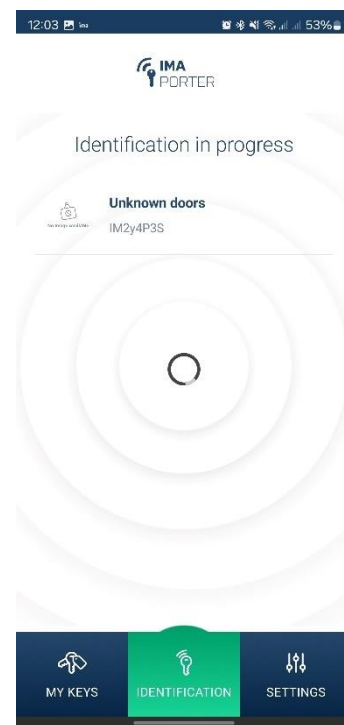 12:03
53%
IMA
PORTER
Identification in progress
Unknown doors
IM2y4P3S
MY KEYS
IDENTIFICATION
SETTINGS